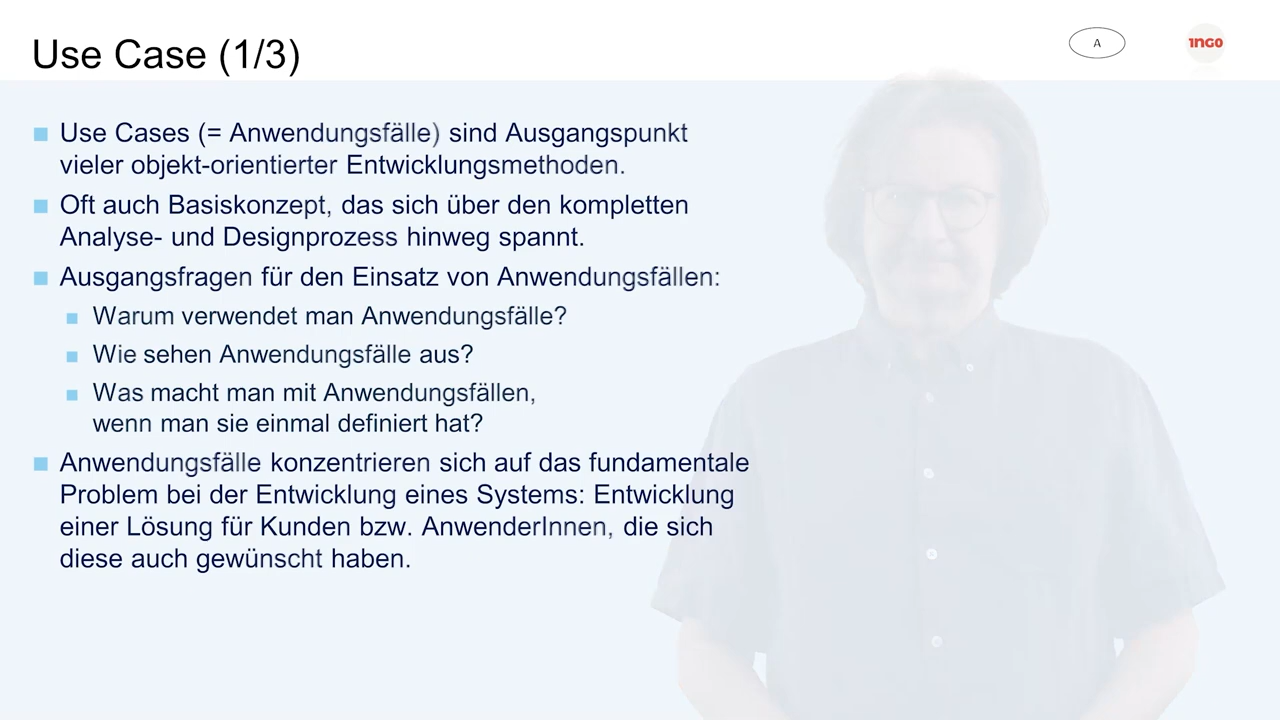 Use Case (1/3)
A
1NGO
Use Cases (= Anwendungsfälle) sind Ausgangspunkt
vieler objekt-orientierter Entwicklungsmethoden.
Oft auch Basiskonzept, das sich über den kompletten
Analyse- und Designprozess hinweg spannt.
Ausgangsfragen für den Einsatz von Anwendungsfällen:
Warum verwendet man Anwendungsfälle?
Wie sehen Anwendungsfälle aus?
Was macht man mit Anwendungsfällen,
wenn man sie einmal definiert hat?
Anwendungsfälle konzentrieren sich auf das fundamentale
Problem bei der Entwicklung eines Systems: Entwicklung
einer Lösung für Kunden bzw. AnwenderInnen, die sich
diese auch gewünscht haben.